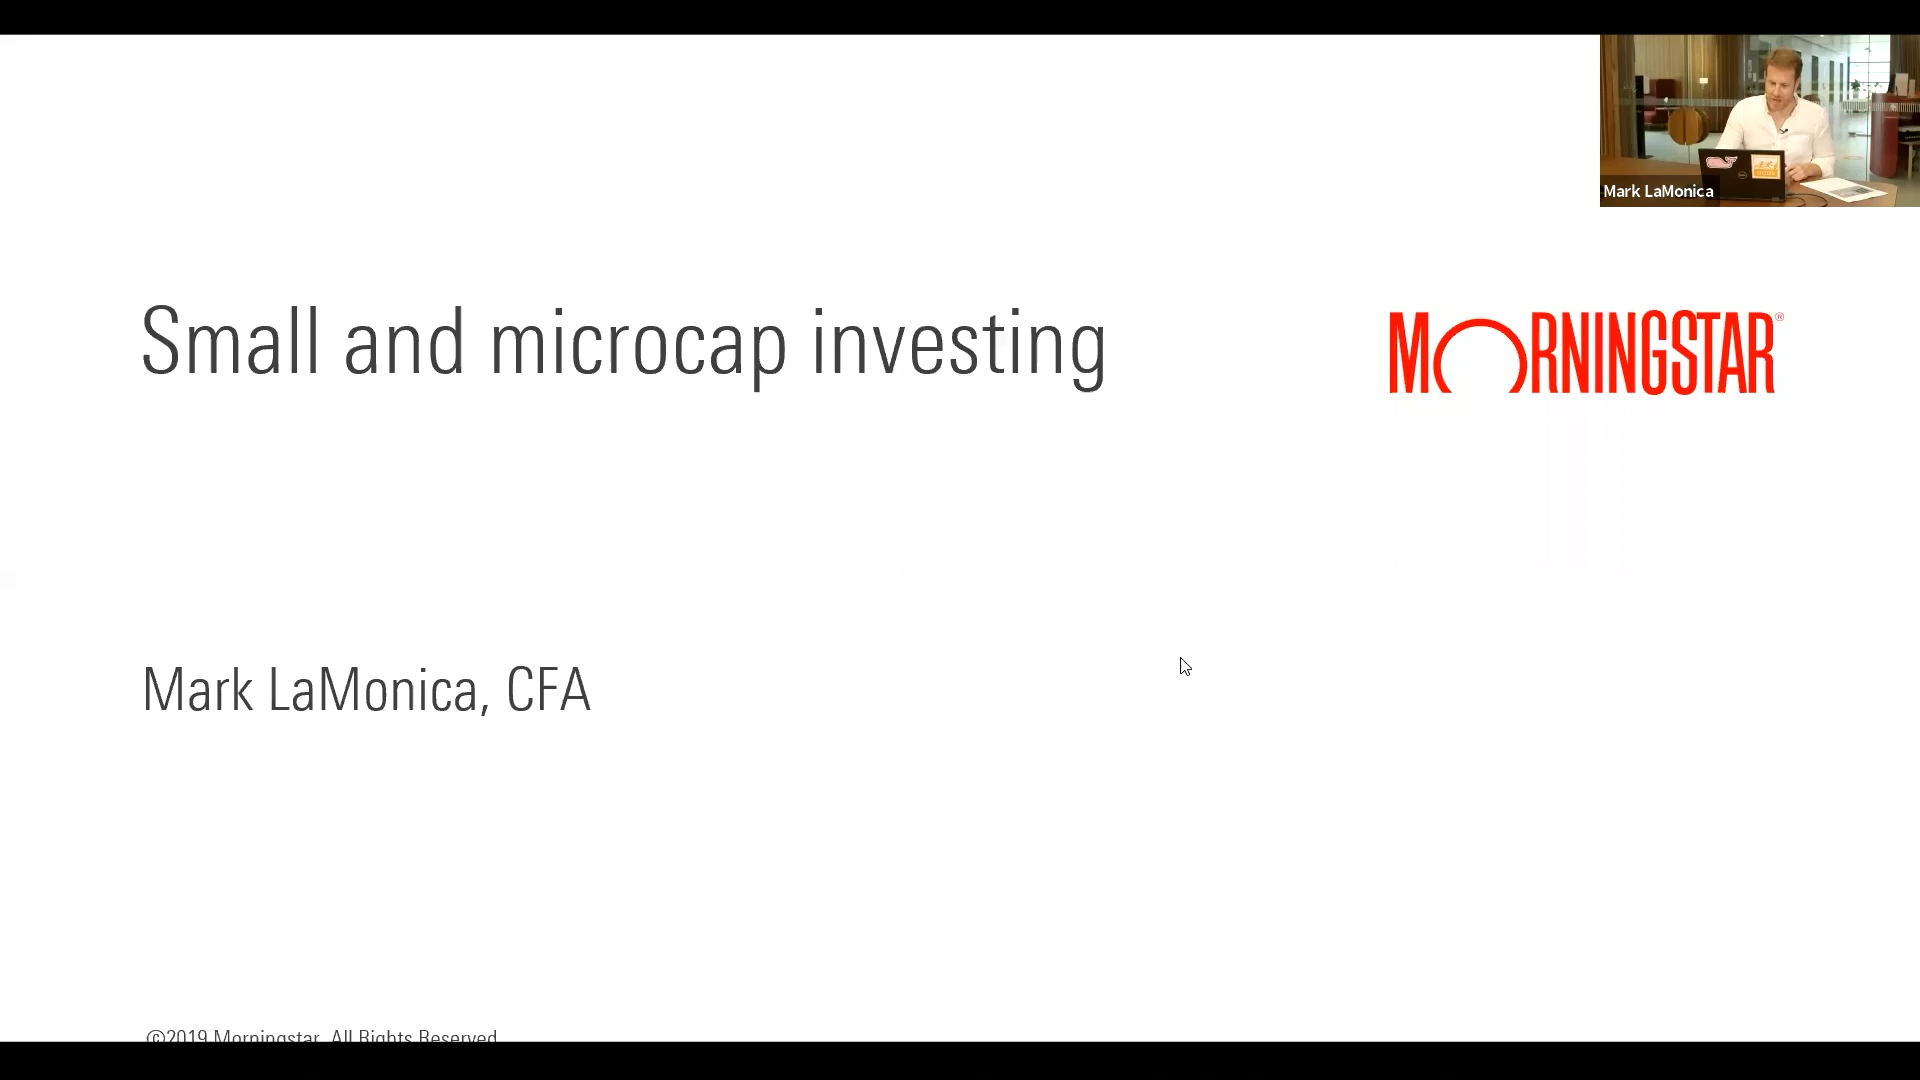 Mark LaMonica
Small and microcap investing
MORNINGSTAR®
Mark LaMonica, CFA
©2019 Morningstar. All Rights Reserved